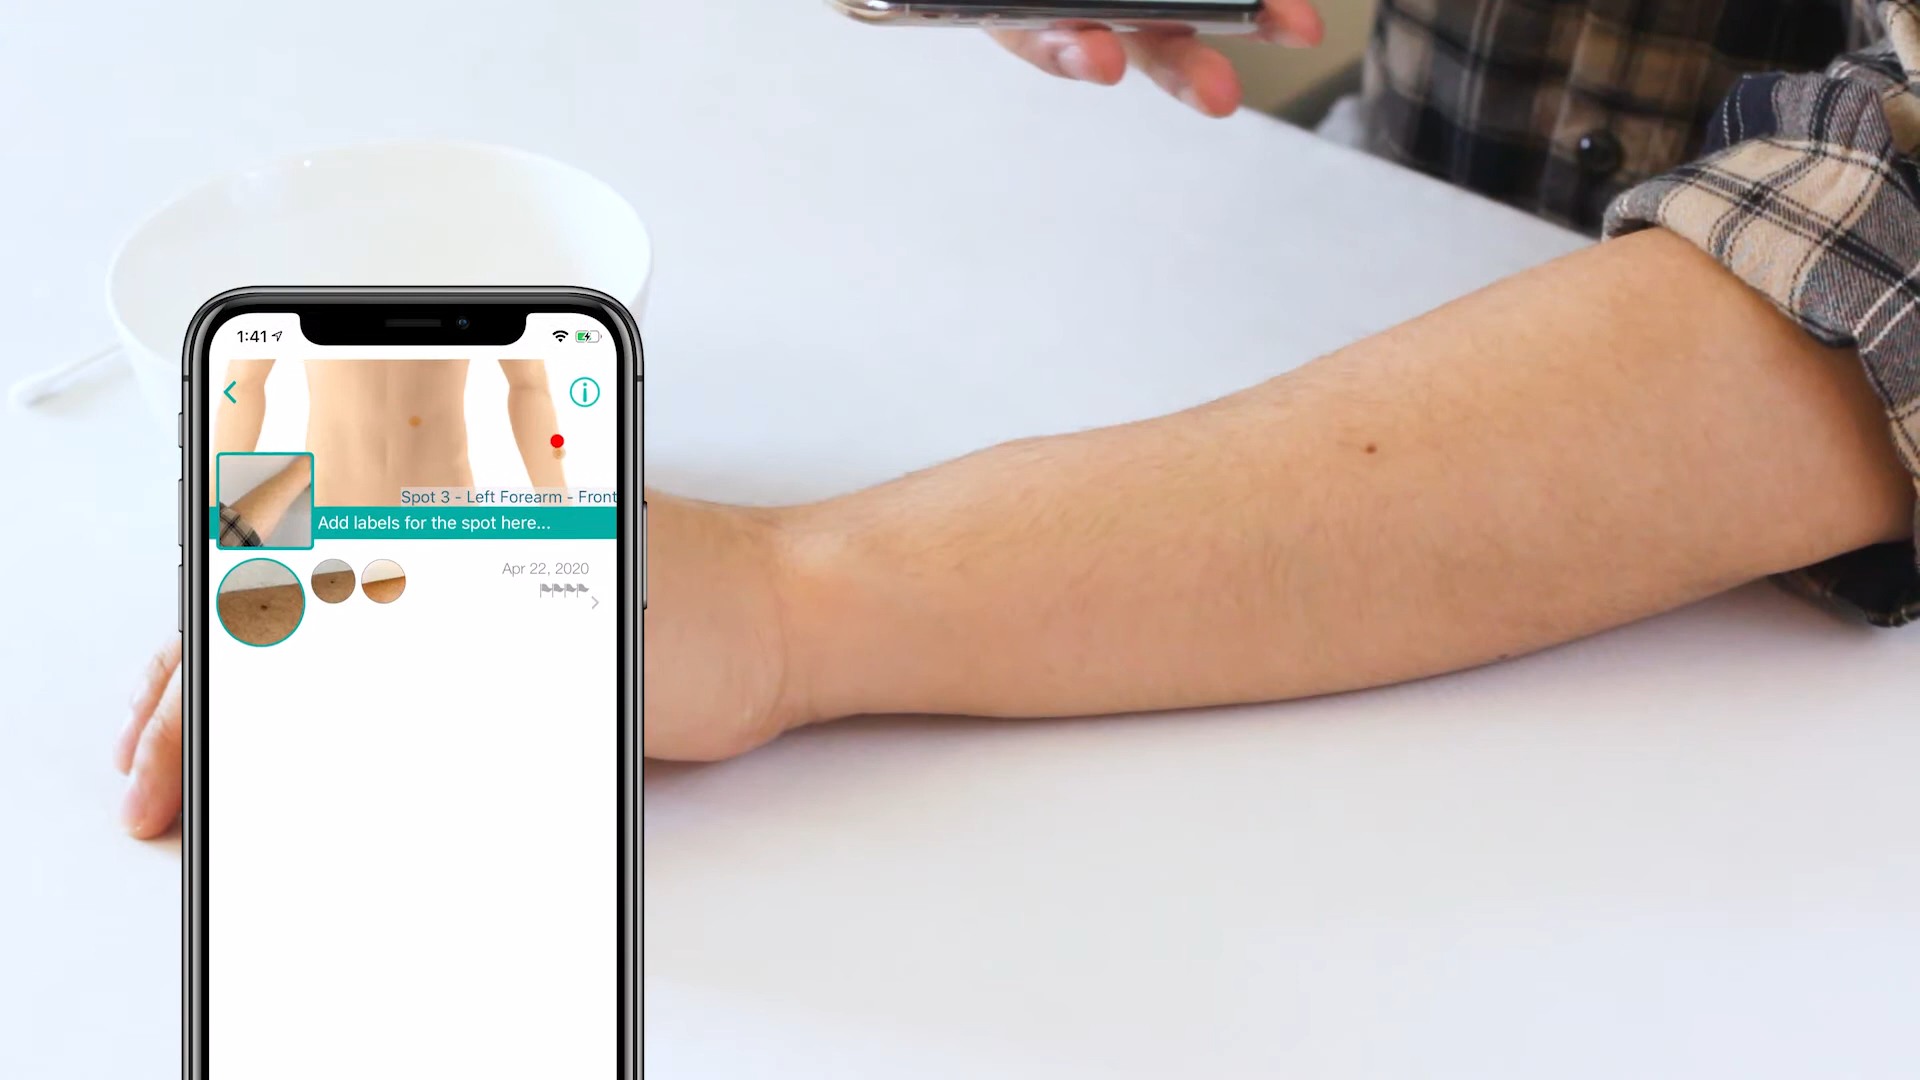 1:41
Spot 3 - Left Forearm - Front
Add labels for the spot here...
Apr 22, 2020